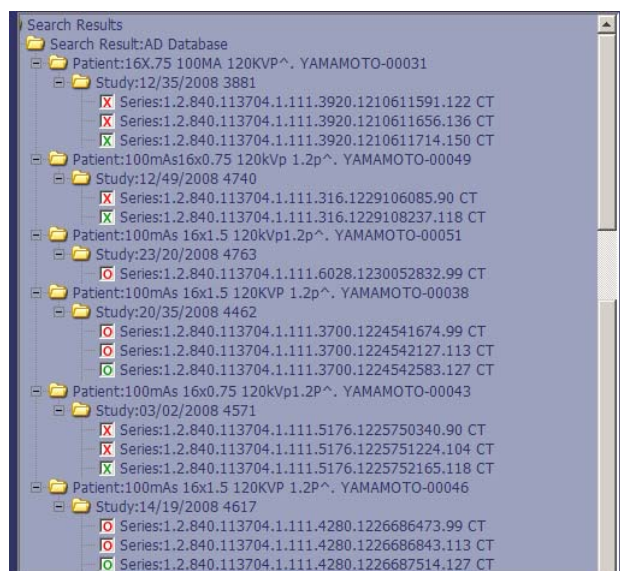 Search Results
Search Result:AD Database
Patient:16X.75 100MA 120KVP^. YAMAMOTO-00031
Study:12/35/2008 3881
X Series:1.2.840.113704.1.111.3920.1210611591.122 CT
X Series:1.2.840.113704.1.111.3920.1210611656.136 CT
X Series:1.2.840.113704.1.111.3920.1210611714.150 CT
Patient:100mAs16x0.75 120kVp 1.2p^. YAMAMOTO-00049
Study:12/49/2008 4740
X Series:1.2.840.113704.1.111.316.1229106085.90 CT
X Series:1.2.840.113704.1.111.316.1229108237.118 CT
Patient:100mAs 16x1.5 120kVp1.2p^. YAMAMOTO-00051
Study:23/20/2008 4763
O Series:1.2.840.113704.1.111.6028.1230052832.99 CT
Patient:100mAs 16x1.5 120KVP 1.2p^. YAMAMOTO-00038
Study:20/35/2008 4462
O Series:1.2.840.113704.1.111.3700.1224541674.99 CT
O Series:1.2.840.113704.1.111.3700.1224542127.113 CT
O Series:1.2.840.113704.1.111.3700.1224542583.127 CT
Patient:100mAs 16x0.75 120kVp1.2P^. YAMAMOTO-00043
Study:03/02/2008 4571
X Series:1.2.840.113704.1.111.5176.1225750340.90 CT
X Series:1.2.840.113704.1.111.5176.1225751224.104 CT
X Series:1.2.840.113704.1.111.5176.1225752165.118 CT
Patient:100mAs 16x1.5 120KVP 1.2P^. YAMAMOTO-00046
Study:14/19/2008 4617
O Series:1.2.840.113704.1.111.4280.1226686473.99 CT
O Series:1.2.840.113704.1.111.4280.1226686843.113 CT
O Series:1.2.840.113704.1.111.4280.1226687514.127 CT